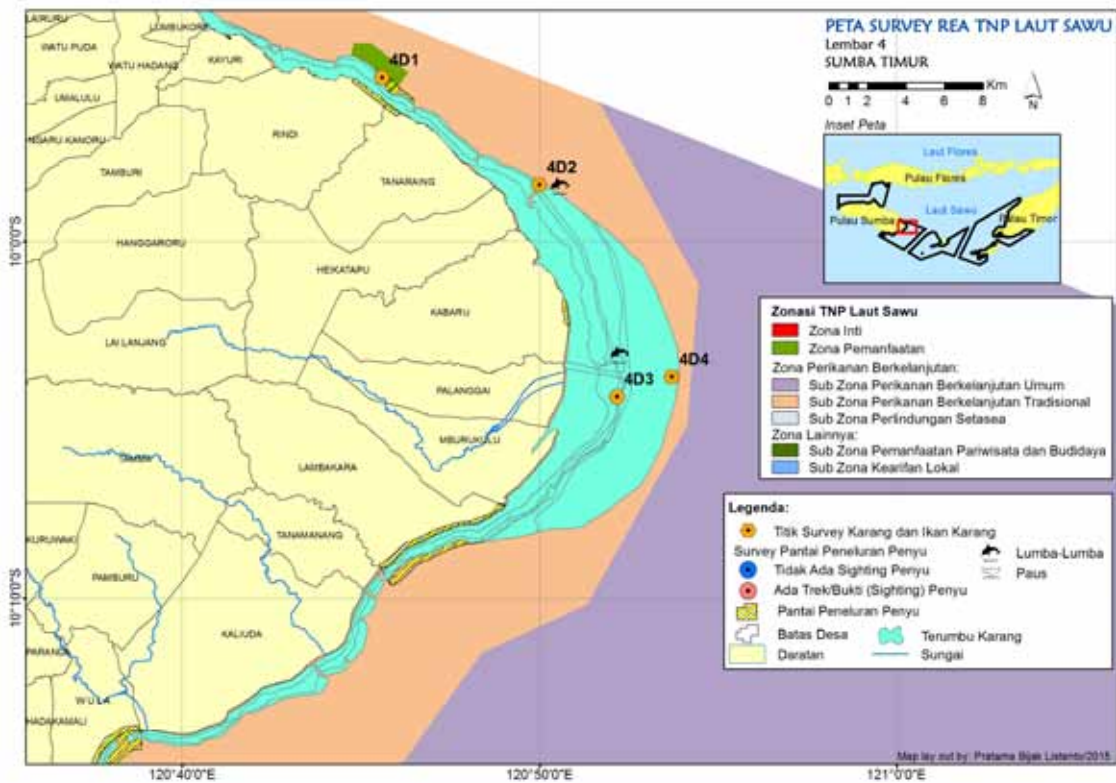 PETA SURVEY REA TNP LAUT SAWU
Lembar 4
SUMBA TIMUR
0 1 2 4 6 8 Km
N
Inset Peta
Laut Flores
Pulau Flores
Laut Sawu
Pulau Sumba
Pulau Timor
Zonasi TNP Laut Sawu
Zona Inti
Zona Pemanfaatan
Zona Perikanan Berkelanjutan:
Sub Zona Perikanan Berkelanjutan Umum
Sub Zona Perikanan Berkelanjutan Tradisional
Sub Zona Perlindungan Setasea
Zona Lainnya:
Sub Zona Pemanfaatan Pariwisata dan Budidaya
Sub Zona Kearifan Lokal
Legenda:
Titik Survey Karang dan Ikan Karang
Survey Pantai Peneluran Penyu
Tidak Ada Sighting Penyu
Ada Trek/Bukti (Sighting) Penyu
Pantai Peneluran Penyu
Batas Desa
Daratan
Lumba-Lumba
Paus
Terumbu Karang
Sungai
Map lay out by: Pratama Bijak Listanto/2015
LAIRURU
LUMBUKORE
WATU PUDA
WATU HADANG
KAYURI
UMALULU
NGARU KANORU
RINDI
TAMBURI
TANARAING
HANGGARORU
HEIKATAPU
KABARU
LAI LANJANG
PALANGGAI
MBURUKULU
LAMBAKARA
TANAMANANG
KURUWAKI
PAMBURU
KALIUDA
WULA
HADAKAMALI
4D1
4D2
4D3
4D4
10°0'0"S
10°10'0"S
120°40'0"E
120°50'0"E
121°0'0"E